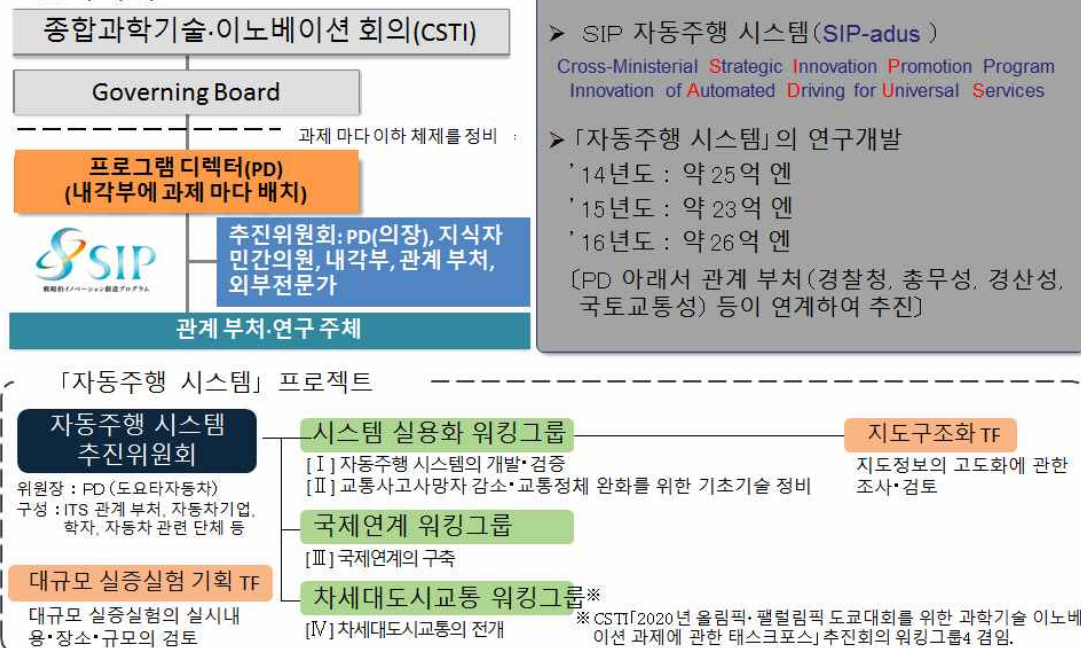 종합과학기술·이노베이션 회의(CSTI)
Governing Board
과제 마다 이하 체제를 정비
프로그램 디렉터(PD)
(내각부에 과제 마다 배치)
SIP
戦略的イノベーション創造プログラム
추진위원회: PD(의장), 지식자
민간의원, 내각부, 관계 부처,
외부전문가
관계 부처·연구 주체
➤ SIP 자동주행 시스템(SIP-adus )
Cross-Ministerial Strategic Innovation Promotion Program
Innovation of Automated Driving for Universal Services
➤「자동주행 시스템」의 연구개발
'14년도 : 약 25억 엔
'15년도 : 약 23억 엔
'16년도 : 약 26억 엔
〔PD 아래서 관계 부처(경찰청, 총무성, 경산성,
국토교통성) 등이 연계하여 추진〕
「자동주행 시스템」 프로젝트
자동주행 시스템
추진위원회
위원장 : PD (도요타자동차)
구성 : ITS 관계 부처, 자동차기업,
학자, 자동차 관련 단체 등
대규모 실증실험 기획 TF
대규모 실증실험의 실시내
용·장소·규모의 검토
시스템 실용화 워킹그룹
[Ⅰ] 자동주행 시스템의 개발·검증
[Ⅱ] 교통사고사망자 감소·교통정체 완화를 위한 기초기술 정비
국제연계 워킹그룹
[Ⅲ] 국제연계의 구축
차세대도시교통 워킹그룹※
[Ⅳ] 차세대도시교통의 전개
지도구조화 TF
지도정보의 고도화에 관한
조사·검토
※ CSTI「2020년 올림픽·팰럴림픽 도쿄대회를 위한 과학기술 이노베
이션 과제에 관한 태스크포스」추진회의 워킹그룹4 겸임.